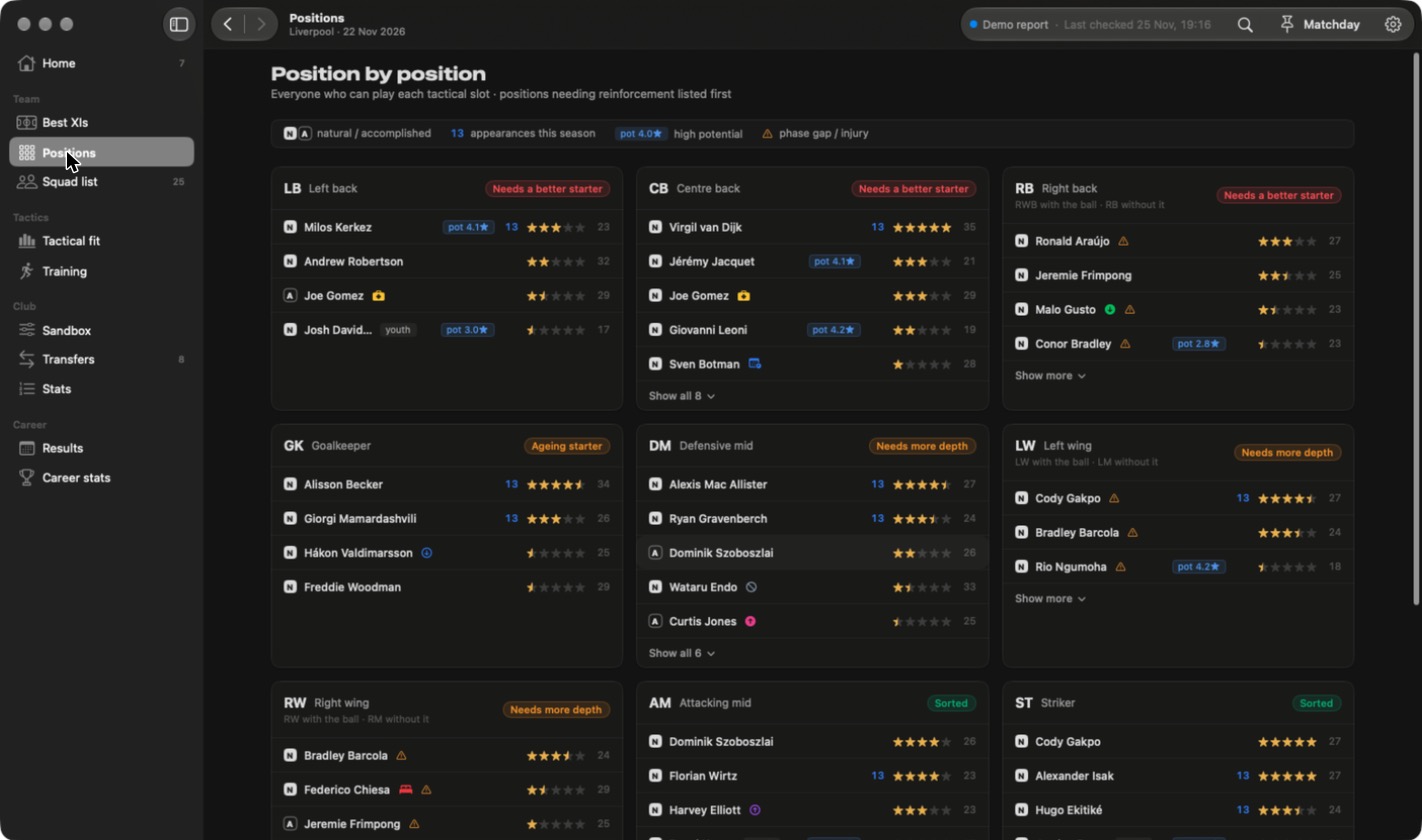 Positions
Liverpool · 22 Nov 2026
Demo report · Last checked 25 Nov, 19:16
Matchday
Home 7
Team
Best XIs
Positions
Squad list 25
Tactics
Tactical fit
Training
Club
Sandbox
Transfers 8
Stats
Career
Results
Career stats
Position by position
Everyone who can play each tactical slot · positions needing reinforcement listed first
N A natural / accomplished 13 appearances this season pot 4.0★ high potential phase gap / injury
LB Left back Needs a better starter
N Milos Kerkez pot 4.1★ 13 23
N Andrew Robertson 32
A Joe Gomez 29
N Josh David... youth pot 3.0★ 17
CB Centre back Needs a better starter
N Virgil van Dijk 13 35
N Jérémy Jacquet pot 4.1★ 21
N Joe Gomez 29
N Giovanni Leoni pot 4.2★ 19
N Sven Botman 28
Show all 8
RB Right back Needs a better starter
RWB with the ball · RB without it
N Ronald Araújo 27
N Jeremie Frimpong 25
N Malo Gusto 23
N Conor Bradley pot 2.8★ 23
Show more
GK Goalkeeper Ageing starter
N Alisson Becker 13 34
N Giorgi Mamardashvili 13 26
N Hákon Valdimarsson 25
N Freddie Woodman 29
DM Defensive mid Needs more depth
N Alexis Mac Allister 13 27
N Ryan Gravenberch 13 24
A Dominik Szoboszlai 26
N Wataru Endo 33
A Curtis Jones 25
Show all 6
LW Left wing Needs more depth
LW with the ball · LM without it
N Cody Gakpo 13 27
N Bradley Barcola 24
N Rio Ngumoha pot 4.2★ 18
Show more
RW Right wing Needs more depth
RW with the ball · RM without it
N Bradley Barcola 24
N Federico Chiesa 29
A Jeremie Frimpong 25
AM Attacking mid Sorted
N Dominik Szoboszlai 26
N Florian Wirtz 13 23
N Harvey Elliott 23
ST Striker Sorted
N Cody Gakpo 27
N Alexander Isak 13 27
N Hugo Ekitiké 13 24